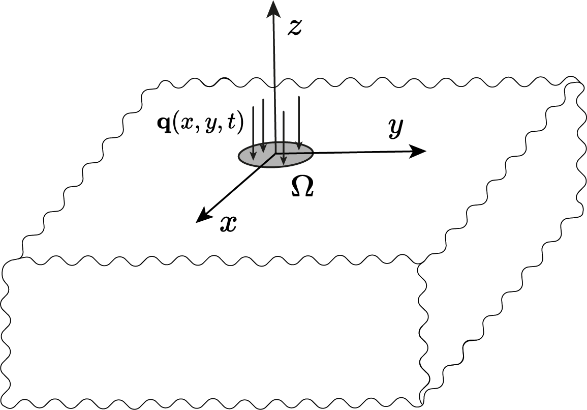 z
q(x, y, t)
y
Ω
x